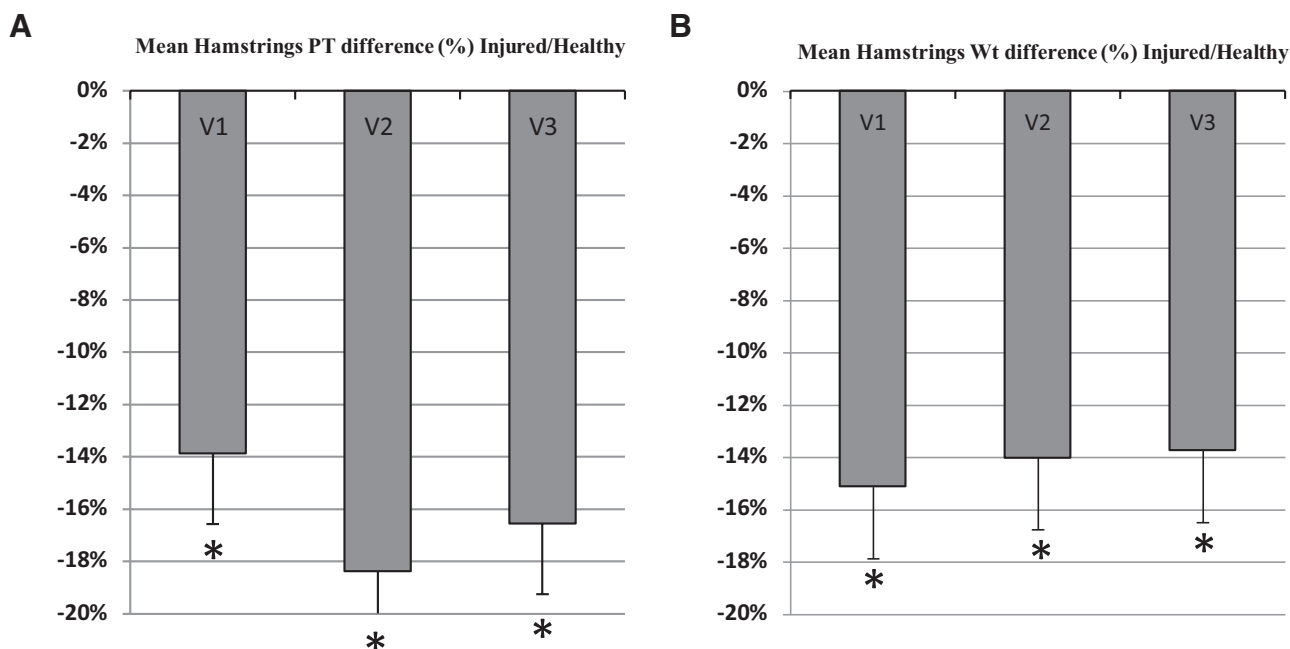 A
Mean Hamstrings PT difference (%) Injured/Healthy
0%
-2%
-4%
-6%
-8%
-10%
-12%
-14%
-16%
-18%
-20%
V1
V2
V3
*
*
*
B
Mean Hamstrings Wt difference (%) Injured/Healthy
0%
-2%
-4%
-6%
-8%
-10%
-12%
-14%
-16%
-18%
-20%
V1
V2
V3
*
*
*